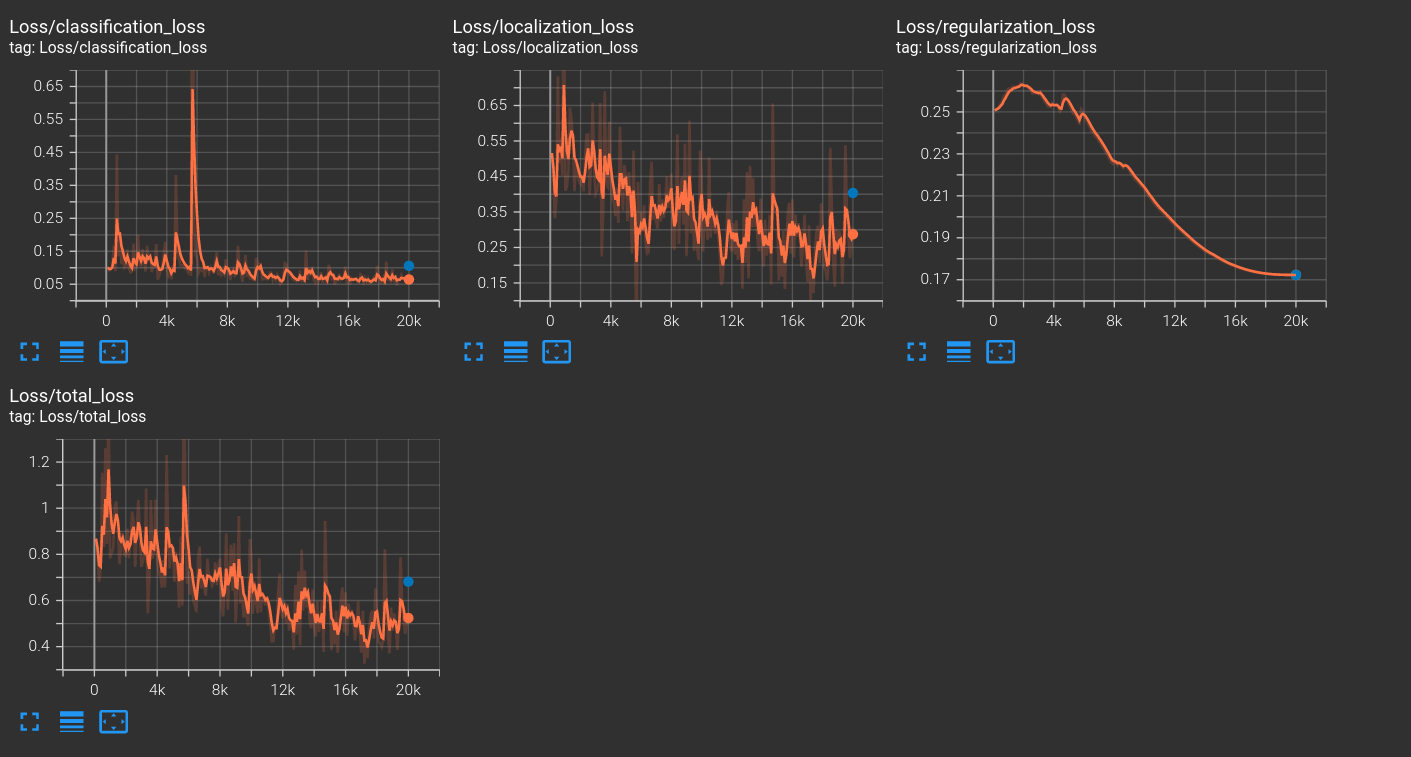 Loss/classification_loss
tag: Loss/classification_loss
0.65
0.55
0.45
0.35
0.25
0.15
0.05
0 4k 8k 12k 16k 20k
Loss/localization_loss
tag: Loss/localization_loss
0.65
0.55
0.45
0.35
0.25
0.15
0 4k 8k 12k 16k 20k
Loss/regularization_loss
tag: Loss/regularization_loss
0.25
0.23
0.21
0.19
0.17
0 4k 8k 12k 16k 20k
Loss/total_loss
tag: Loss/total_loss
1.2
1
0.8
0.6
0.4
0 4k 8k 12k 16k 20k